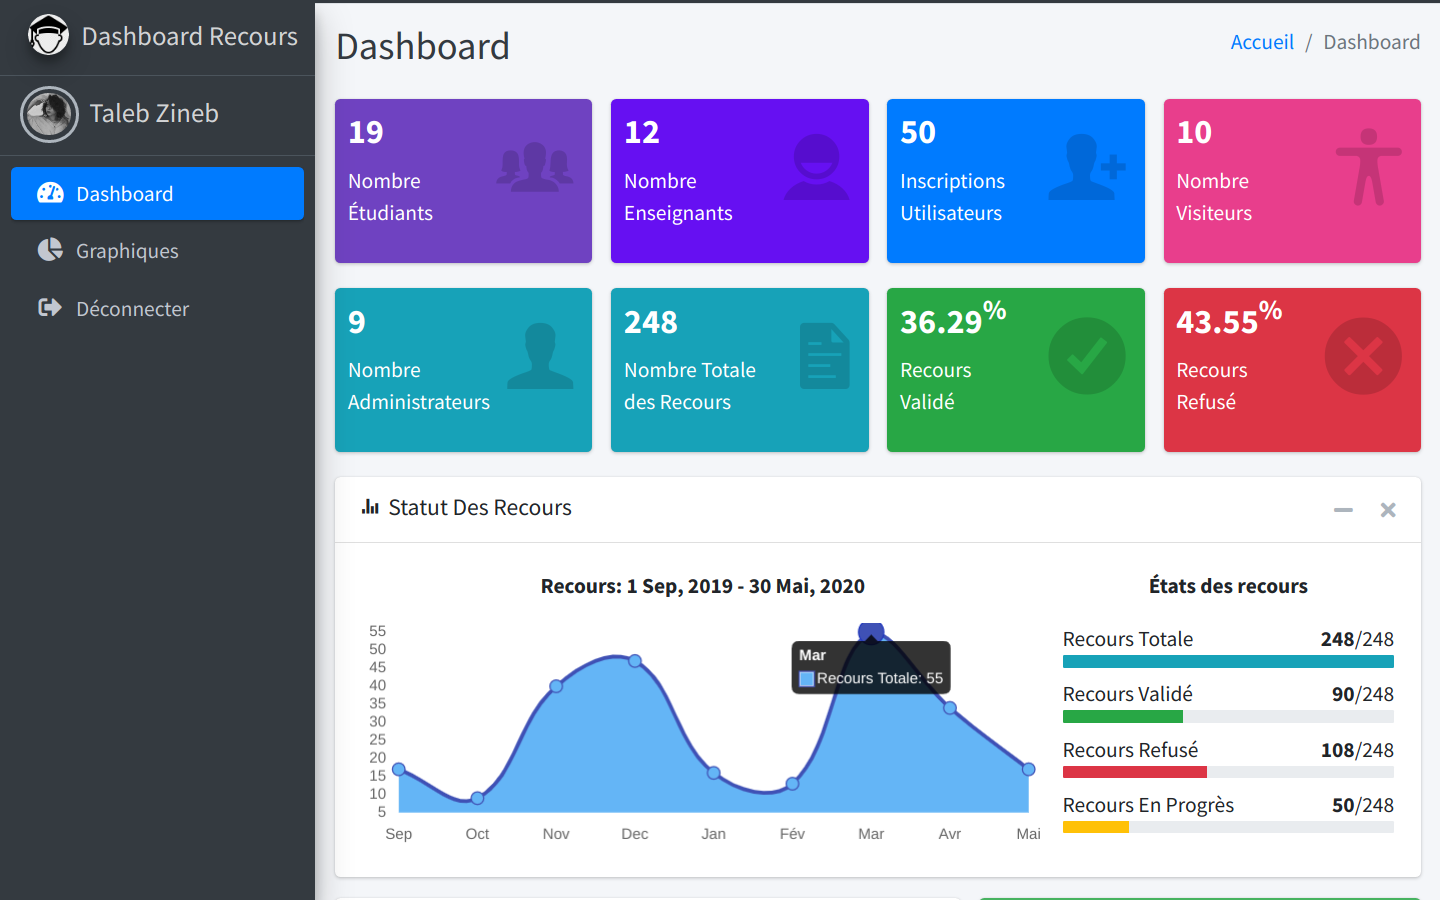 Dashboard Recours
Taleb Zineb
Dashboard
Graphiques
Déconnecter
Dashboard
Accueil / Dashboard
19
Nombre
Étudiants
12
Nombre
Enseignants
50
Inscriptions
Utilisateurs
10
Nombre
Visiteurs
9
Nombre
Administrateurs
248
Nombre Totale
des Recours
36.29%
Recours
Validé
43.55%
Recours
Refusé
Statut Des Recours
Recours: 1 Sep, 2019 - 30 Mai, 2020
55
50
45
40
35
30
25
20
15
10
5
Sep Oct Nov Dec Jan Fév Mar Avr Mai
Mar
Recours Totale: 55
États des recours
Recours Totale 248/248
Recours Validé 90/248
Recours Refusé 108/248
Recours En Progrès 50/248